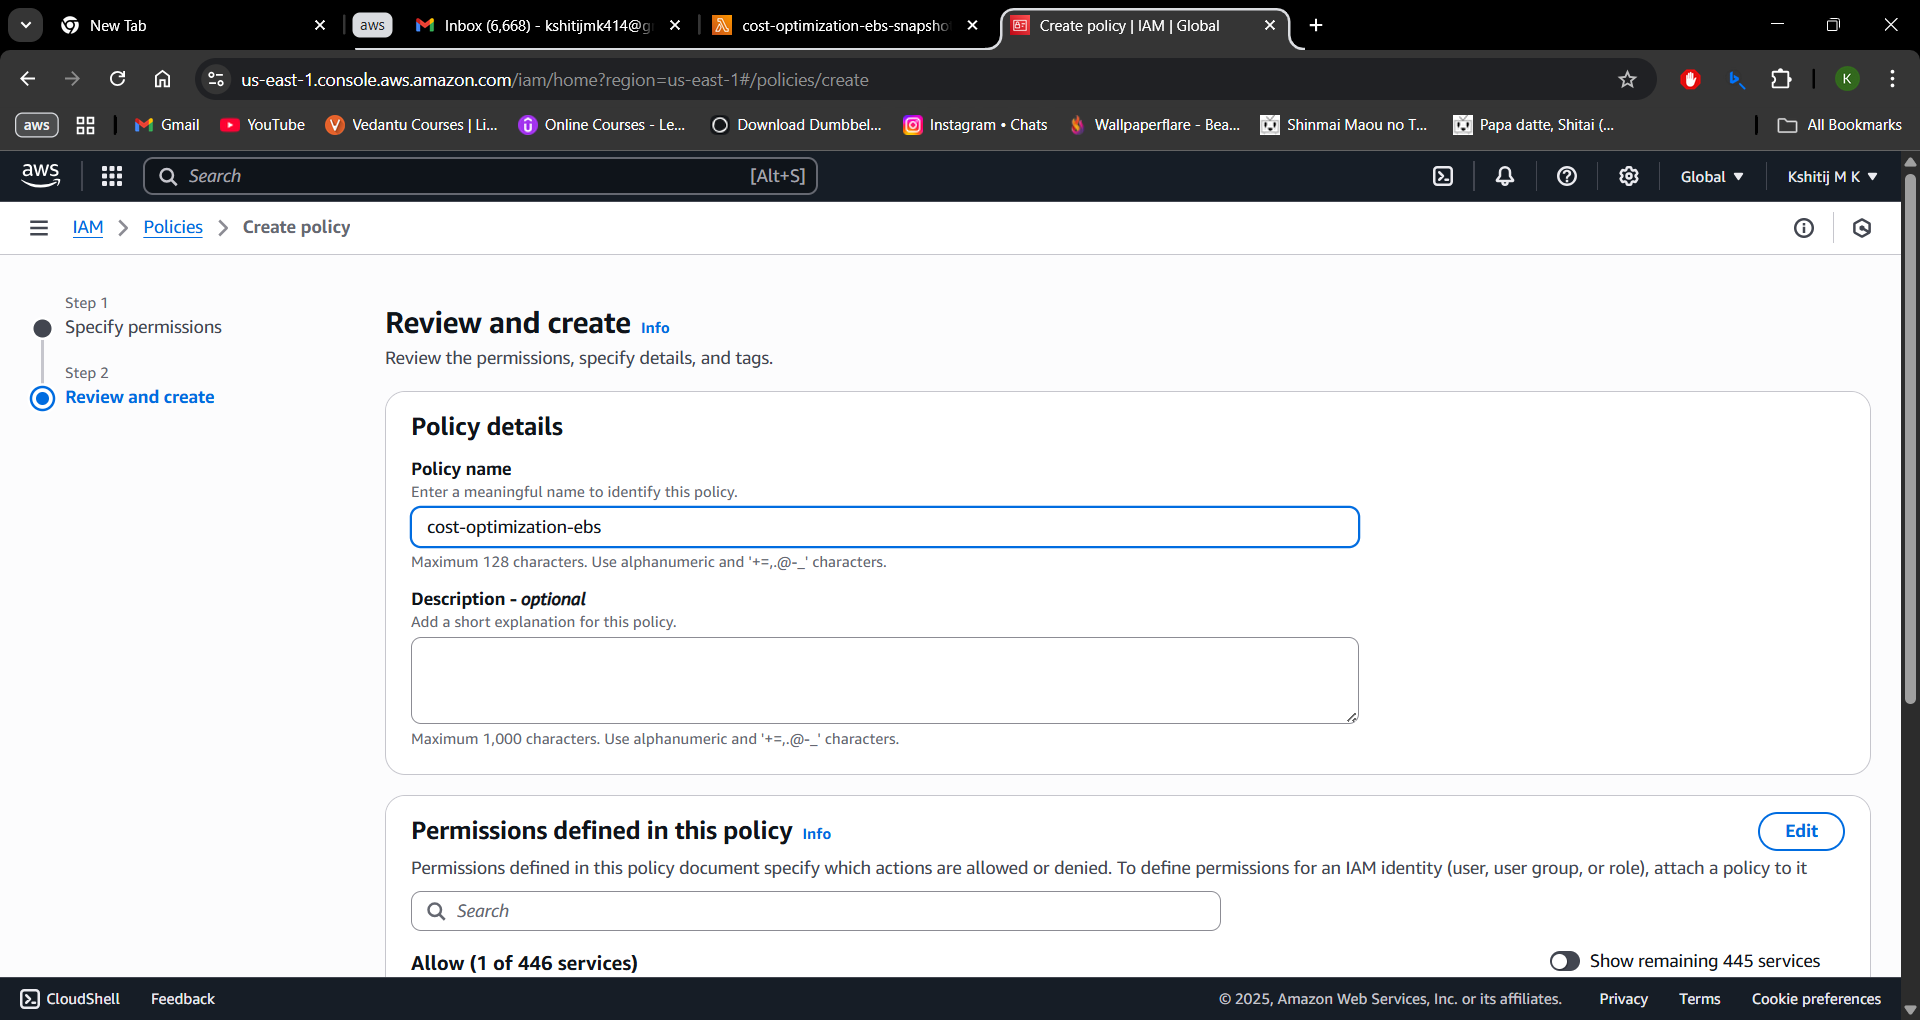 New Tab
aws
Inbox (6,668) - kshitijmk414@g
cost-optimization-ebs-snapsho
Create policy | IAM | Global
us-east-1.console.aws.amazon.com/iam/home?region=us-east-1#/policies/create
K
aws
Gmail
YouTube
Vedantu Courses | Li...
Online Courses - Le...
Download Dumbbel...
Instagram • Chats
Wallpaperflare - Bea...
Shinmai Maou no T...
Papa datte, Shitai (...
All Bookmarks
aws
Search
[Alt+S]
Global
Kshitij M K
IAM
Policies
Create policy
Step 1
Specify permissions
Step 2
Review and create
Review and create Info
Review the permissions, specify details, and tags.
Policy details
Policy name
Enter a meaningful name to identify this policy.
cost-optimization-ebs
Maximum 128 characters. Use alphanumeric and '+=,.@-_' characters.
Description - optional
Add a short explanation for this policy.
Maximum 1,000 characters. Use alphanumeric and '+=,.@-_' characters.
Permissions defined in this policy Info
Edit
Permissions defined in this policy document specify which actions are allowed or denied. To define permissions for an IAM identity (user, user group, or role), attach a policy to it
Search
Allow (1 of 446 services)
Show remaining 445 services
CloudShell
Feedback
© 2025, Amazon Web Services, Inc. or its affiliates.
Privacy
Terms
Cookie preferences